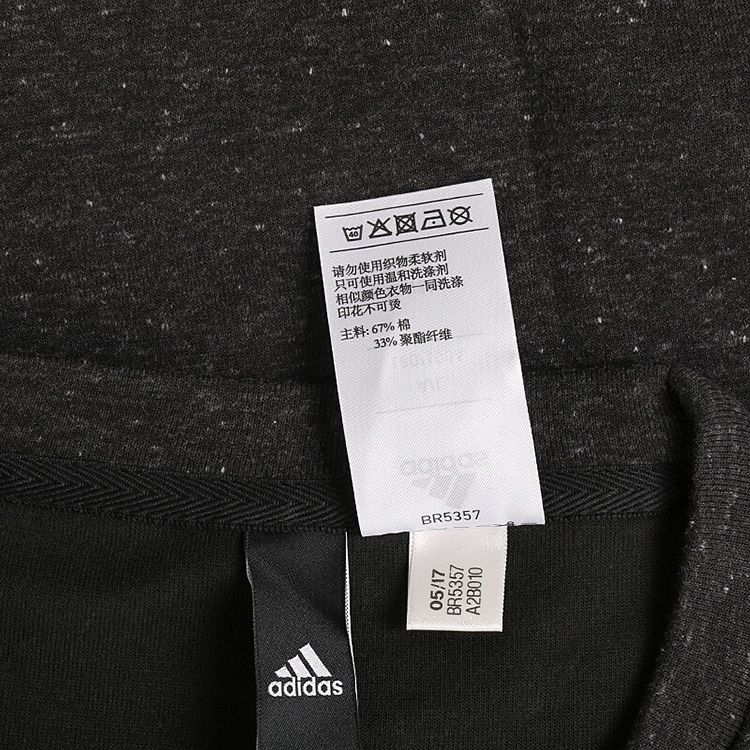 40
请勿使用织物柔软剂
只可使用温和洗涤剂
相似颜色衣物一同洗涤
印花不可烫
主料: 67% 棉
33% 聚酯纤维
A/L
adidas
BR5357
05/17
BR5357
A2B010
adidas